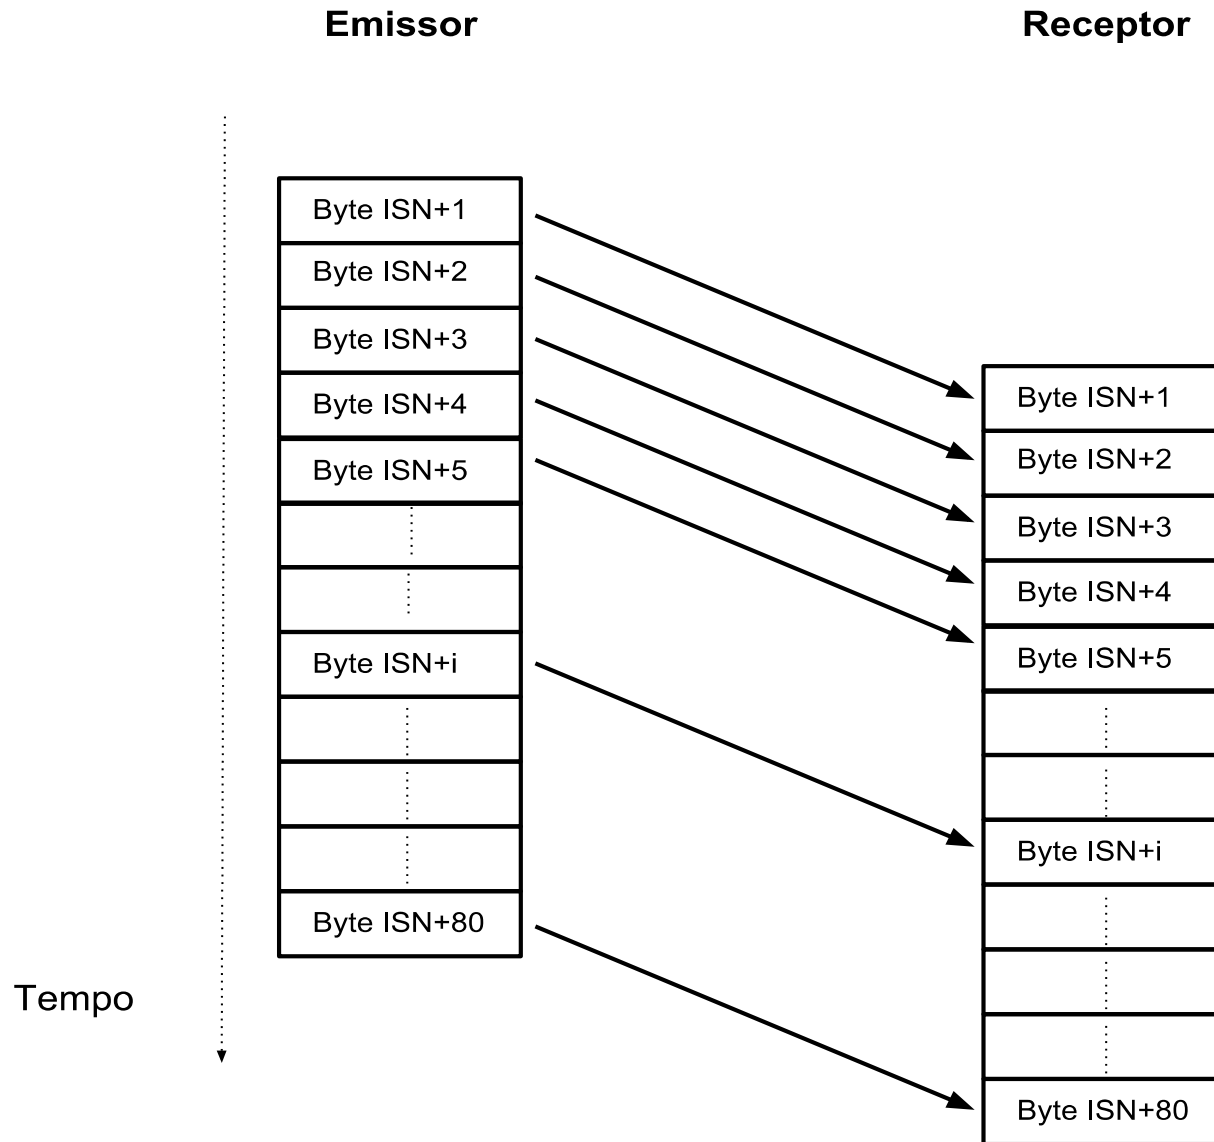 Emissor
Receptor
Byte ISN+1
Byte ISN+2
Byte ISN+3
Byte ISN+4
Byte ISN+5
Byte ISN+i
Byte ISN+80
Byte ISN+1
Byte ISN+2
Byte ISN+3
Byte ISN+4
Byte ISN+5
Byte ISN+i
Byte ISN+80
Tempo